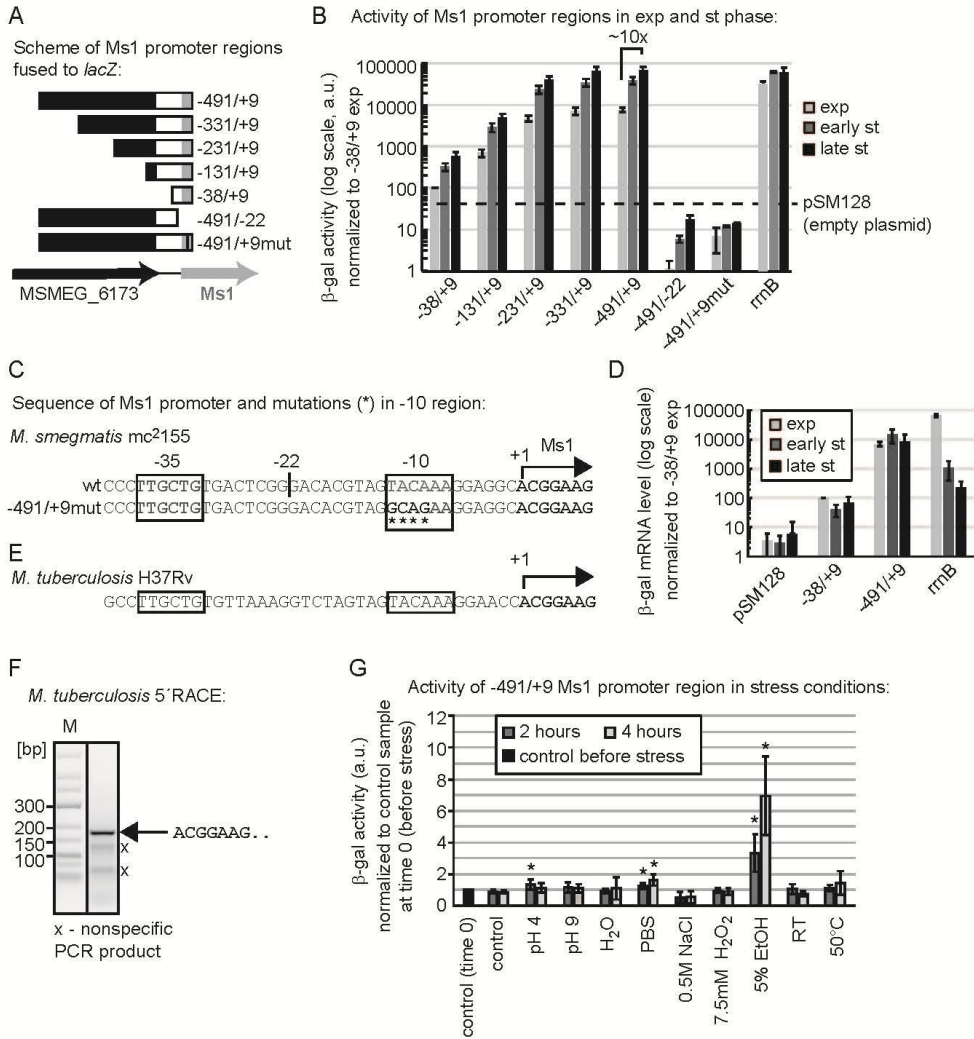 A
Scheme of Ms1 promoter regions
fused to lacZ:
-491/+9
-331/+9
-231/+9
-131/+9
-38/+9
-491/-22
-491/+9mut
MSMEG_6173
Ms1
B
Activity of Ms1 promoter regions in exp and st phase:
~10x
β-gal activity (log scale, a.u.)
normalized to -38/+9 exp
100000
10000
1000
100
10
1
exp
early st
late st
pSM128
(empty plasmid)
-38/+9
-131/+9
-231/+9
-331/+9
-491/+9
-491/-22
-491/+9mut
rrnB
C
Sequence of Ms1 promoter and mutations (*) in -10 region:
M. smegmatis mc²155
-35
-22
-10
+1
Ms1
wt CCCTTGCTGTGACTCGGGACACGTAGTACAAAGGAGGCACGGAAG
-491/+9mut CCCTTGCTGTGACTCGGGACACGTAGGCAGAAGGAGGCACGGAAG
****
D
β-gal mRNA level (log scale)
normalized to -38/+9 exp
100000
10000
1000
100
10
1
exp
early st
late st
pSM128
-38/+9
-491/+9
rrnB
E
M. tuberculosis H37Rv
+1
GCCTTGCTGTGTTAAAGGTCTAGTAGTACAAAGGAACCACGGAAG
F
M. tuberculosis 5´RACE:
M
[bp]
300
200
150
100
ACGGAAG..
x
x
x - nonspecific
PCR product
G
Activity of -491/+9 Ms1 promoter region in stress conditions:
β-gal activity (a.u.)
normalized to control sample
at time 0 (before stress)
12
10
8
6
4
2
0
2 hours
4 hours
control before stress
*
* *
* *
control (time 0)
control
pH 4
pH 9
H2O
PBS
0.5M NaCl
7.5mM H2O2
5% EtOH
RT
50°C